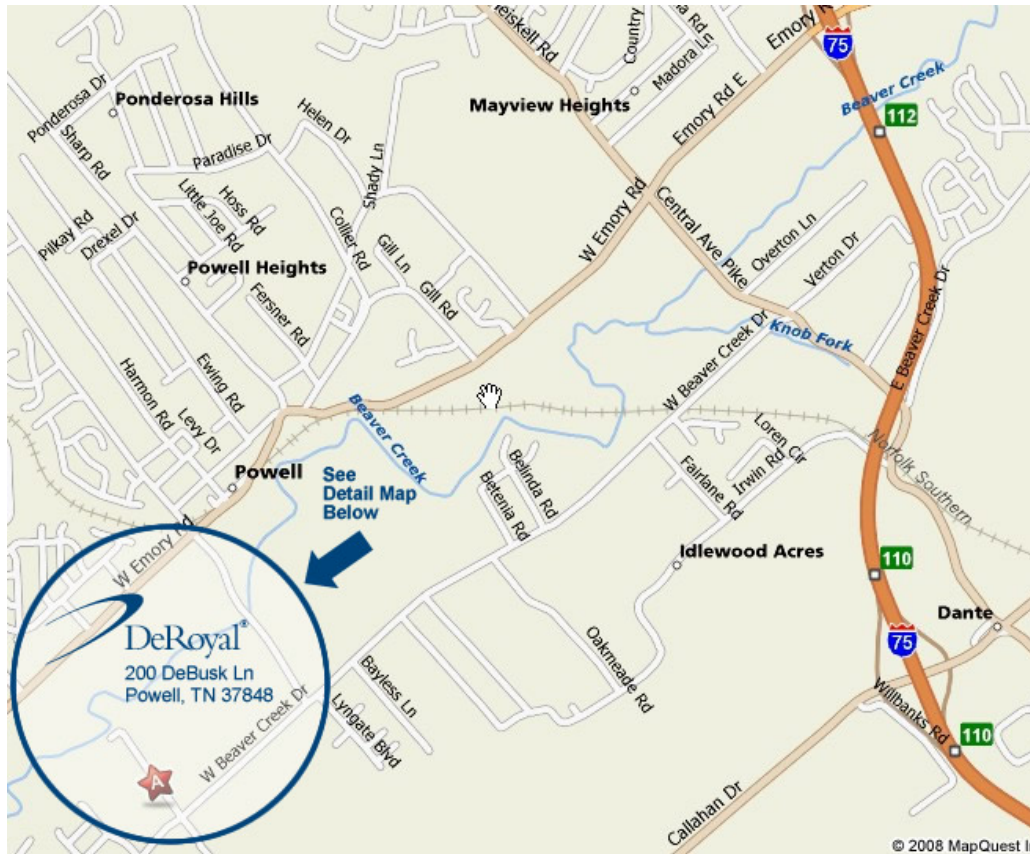 Heiskell Rd
Country
Madora Ln
Emory R
75
Beaver Creek
112
Mayview Heights
Emory Rd E
Ponderosa Dr
Ponderosa Hills
Helen Dr
Sharp Rd
Paradise Dr
Shady Ln
Little Joe Rd
Hoss Rd
Collier Rd
Pilkay Rd
Drexel Dr
Powell Heights
Gill Ln
Gill Rd
Fersner Rd
W Emory Rd
Central Ave Pike
Overton Ln
Verton Dr
Knob Fork
E Beaver Creek Dr
W Beaver Creek Dr
Harmon Rd
Ewing Rd
Levy Dr
Beaver Creek
Powell
See
Detail Map
Below
Belinda Rd
Betenia Rd
Loren Cir
Irwin Rd
Fairlane Rd
Norfolk Southern
Idlewood Acres
110
W Emory Rd
DeRoyal®
200 DeBusk Ln
Powell, TN 37848
Bayless Ln
Lyngate Blvd
W Beaver Creek Dr
A
Oakmeade Rd
Dante
75
Willbanks Rd
110
Callahan Dr
© 2008 MapQuest I